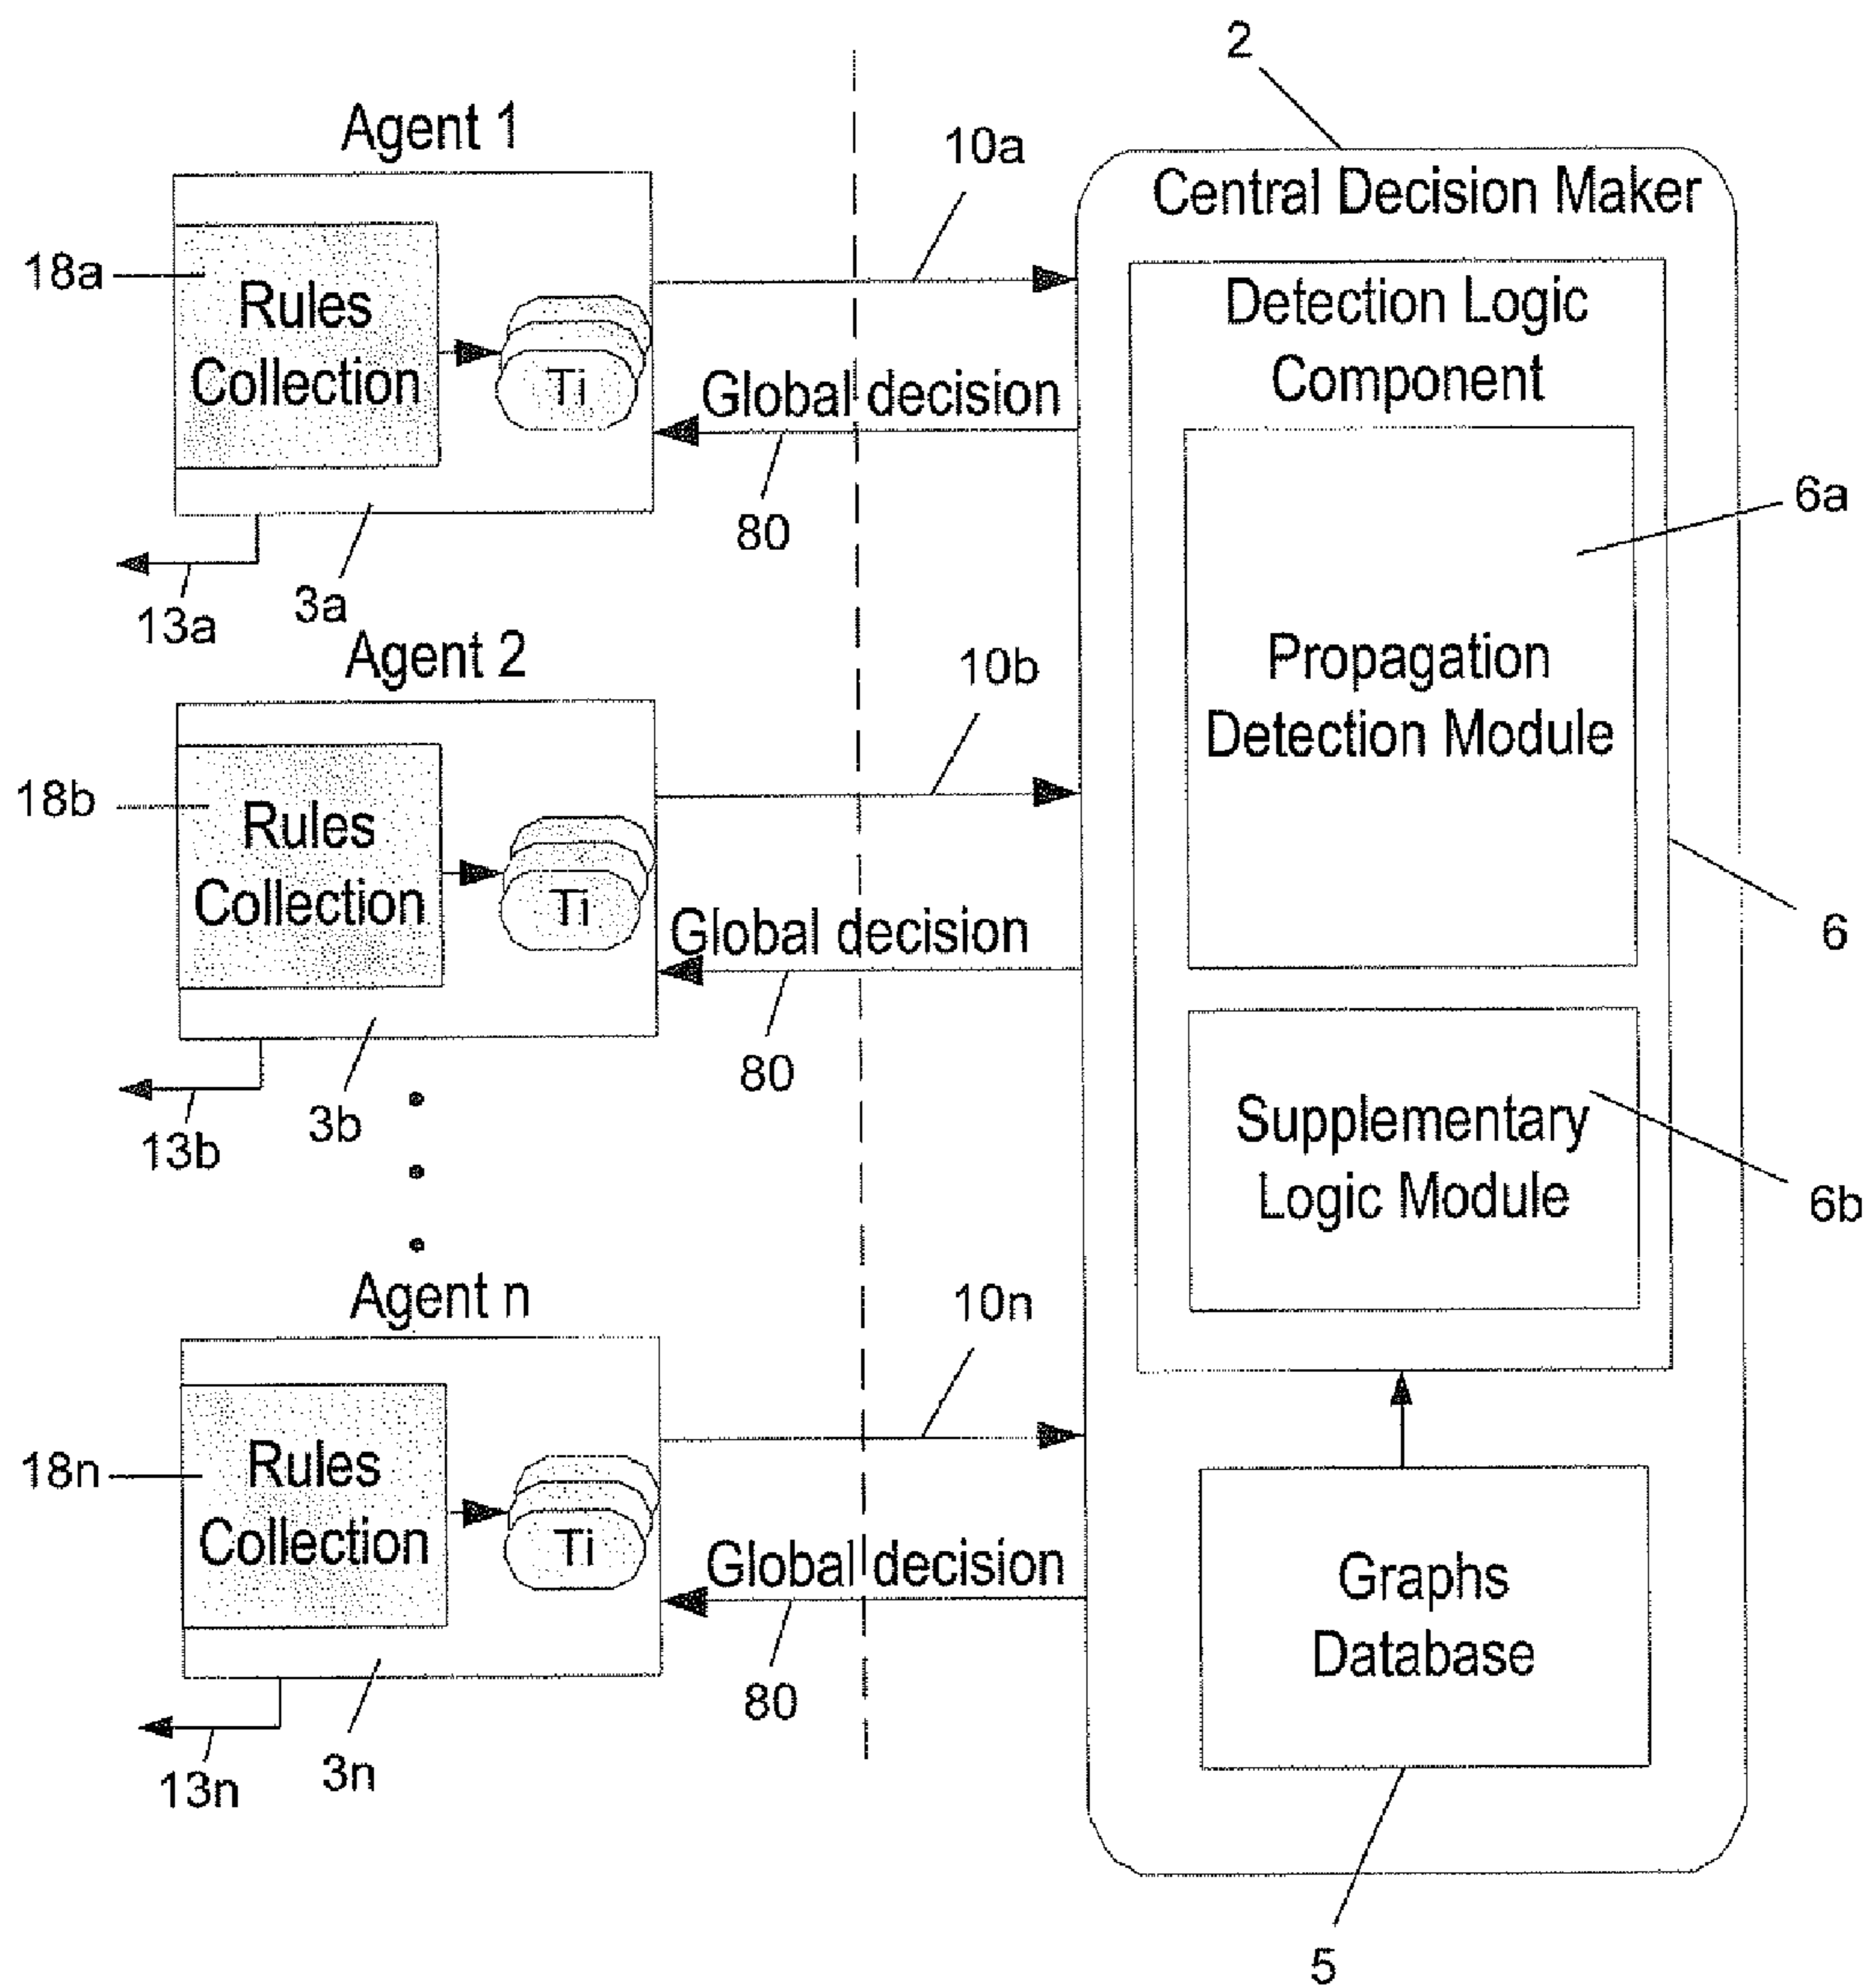 2
Agent 1
10a
Central Decision Maker
18a
Rules
Collection
Ti
Detection Logic
Component
Global decision
80
6a
13a
3a
Propagation
Detection Module
Agent 2
10b
18b
Rules
Collection
Ti
Global decision
80
6
13b
3b
Supplementary
Logic Module
6b
Agent n
10n
18n
Rules
Collection
Ti
Global decision
80
Graphs
Database
13n
3n
5